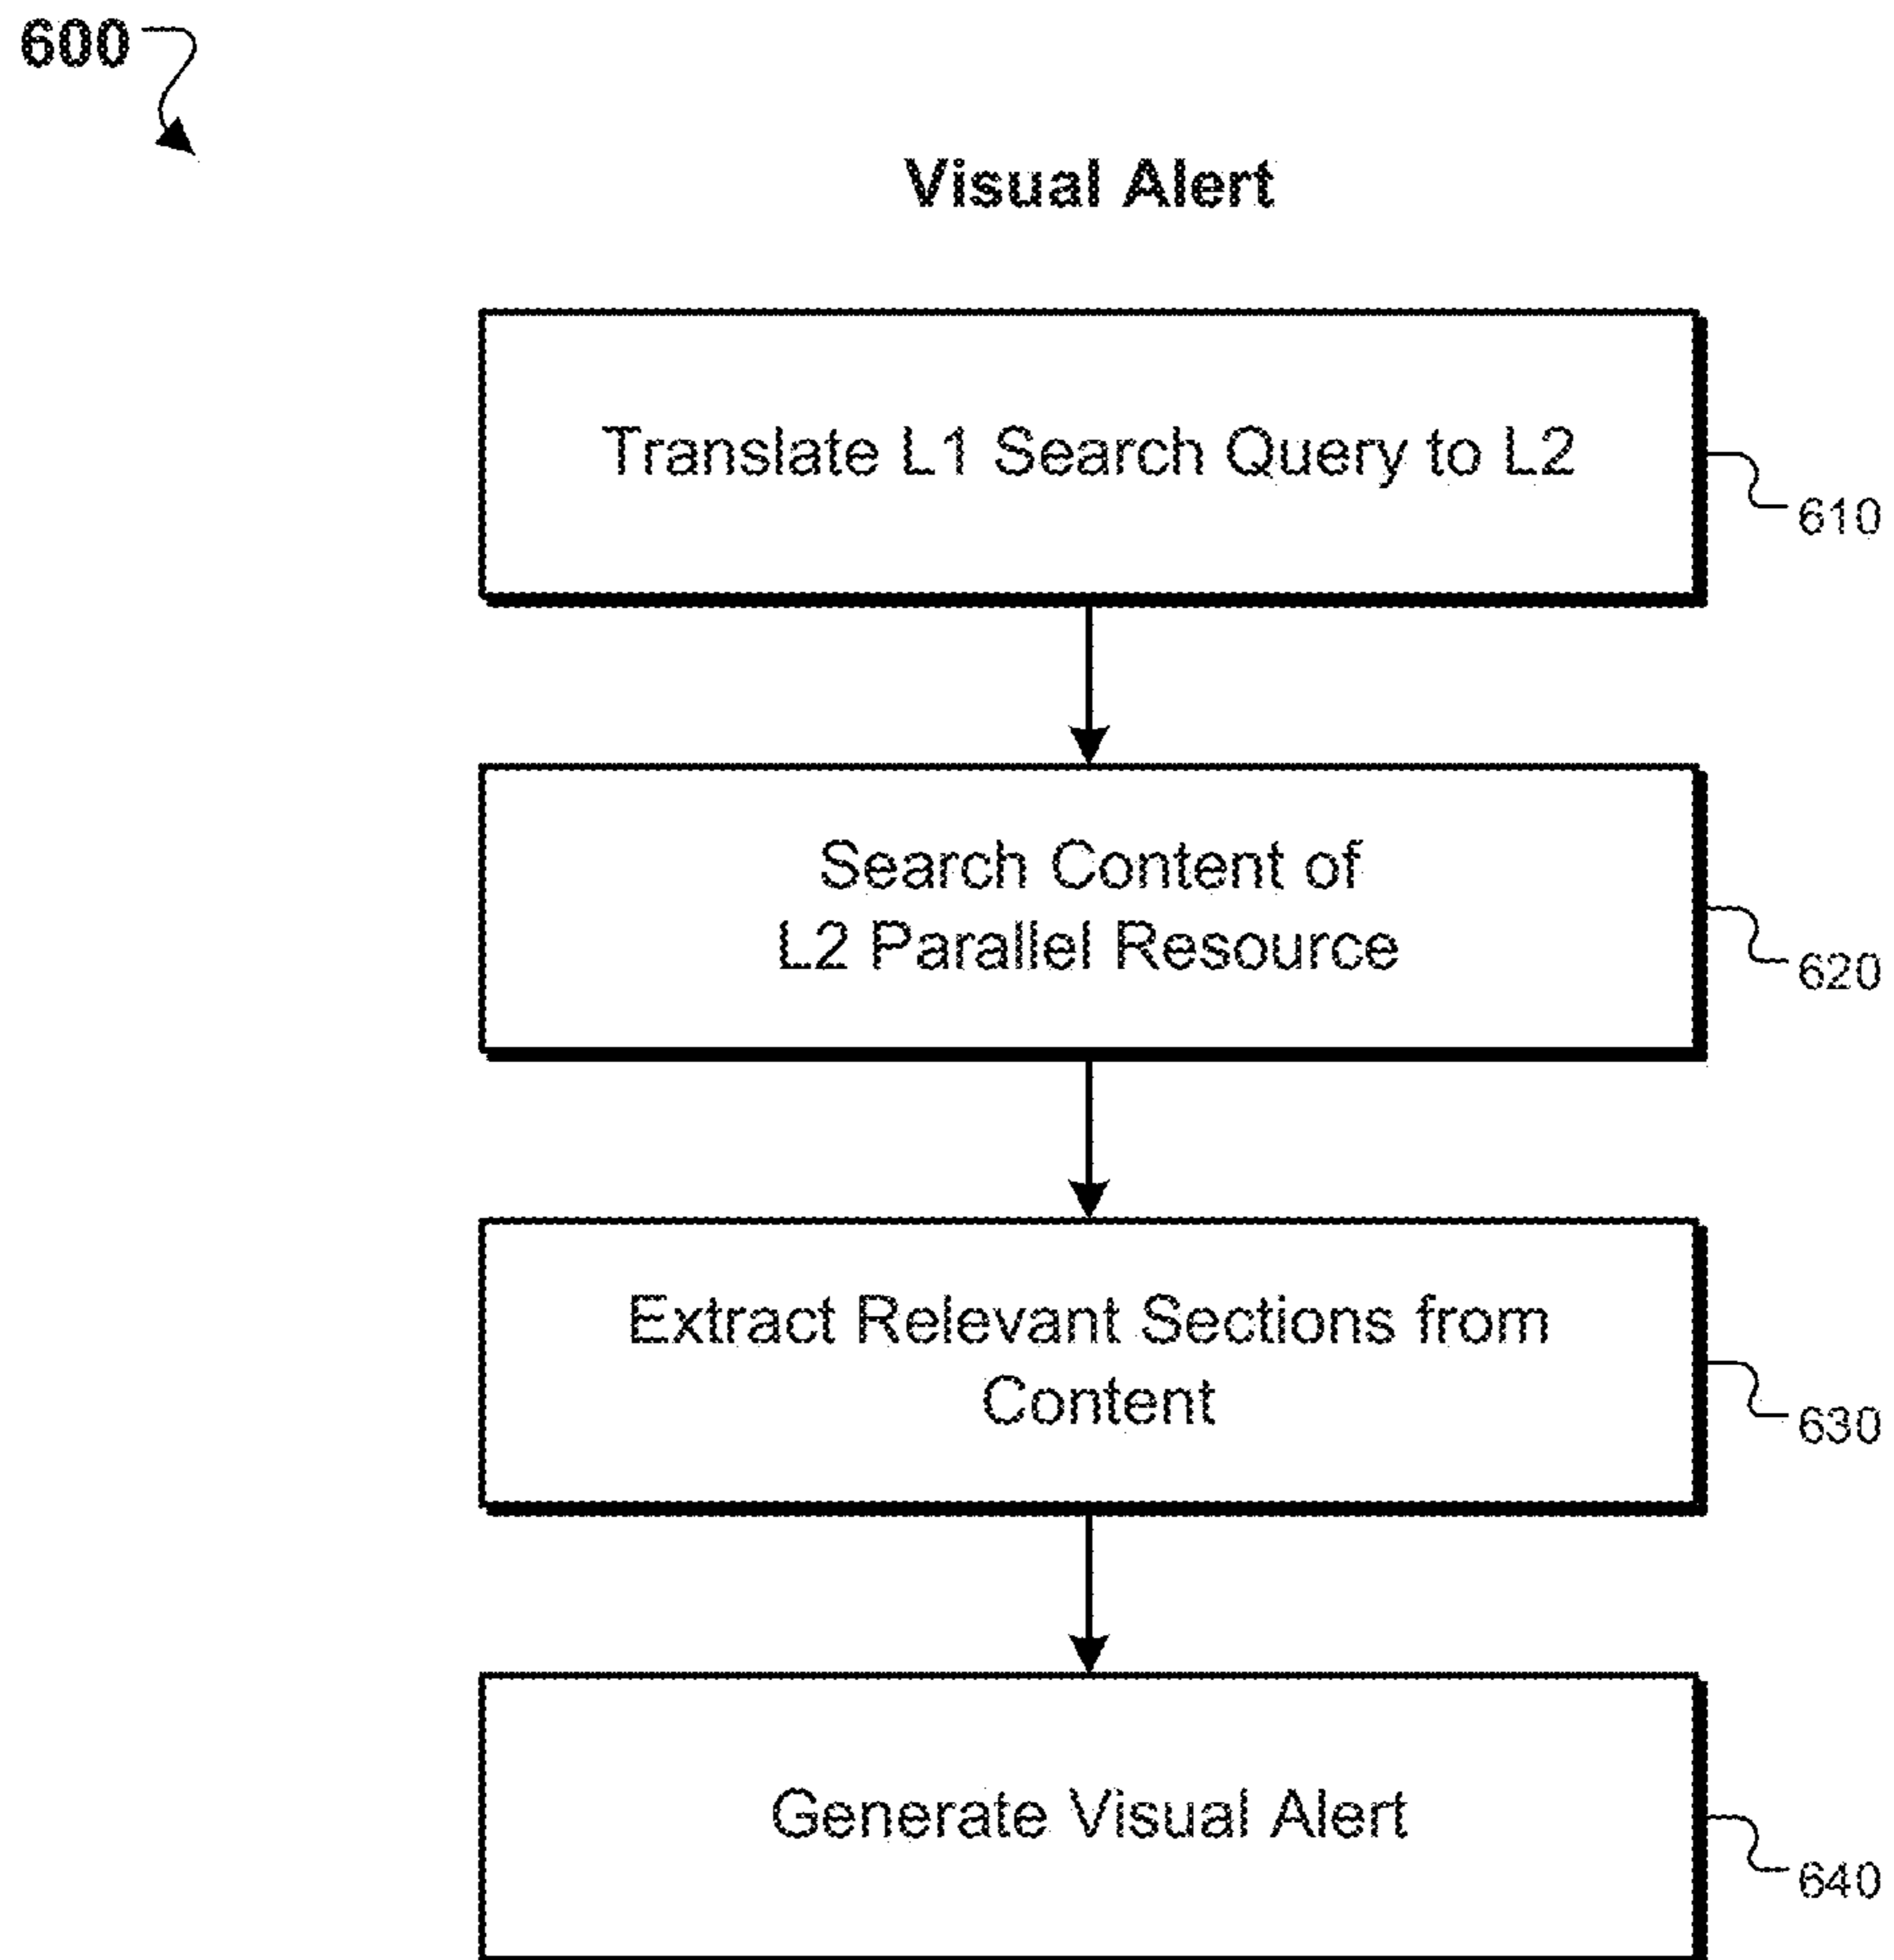 600
Visual Alert
Translate L1 Search Query to L2
610
Search Content of
L2 Parallel Resource
620
Extract Relevant Sections from
Content
630
Generate Visual Alert
640